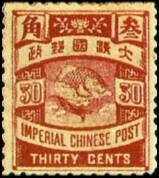 角 叁
政郵國清大
30 30
IMPERIAL CHINESE POST
THIRTY CENTS